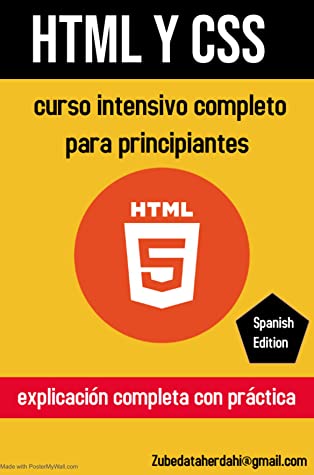 HTML Y CSS
curso intensivo completo
para principiantes
HTML
5
Spanish
Edition
explicación completa con práctica
Made with PosterMyWall.com
Zubedataherdahi@gmail.com